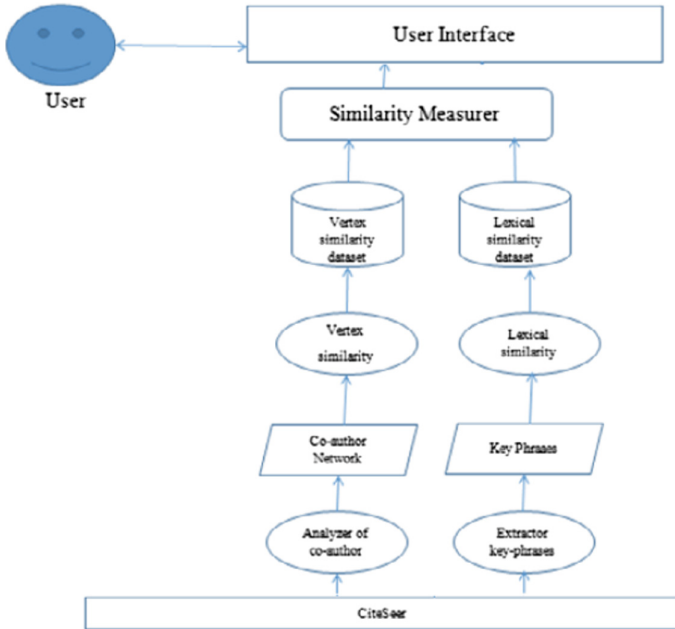 User Interface
User
Similarity Measurer
Vertex
similarity
dataset
Lexical
similarity
dataset
Vertex
similarity
Lexical
similarity
Co-author
Network
Key Phrases
Analyzer of
co-author
Extractor
key-phrases
CiteSeer